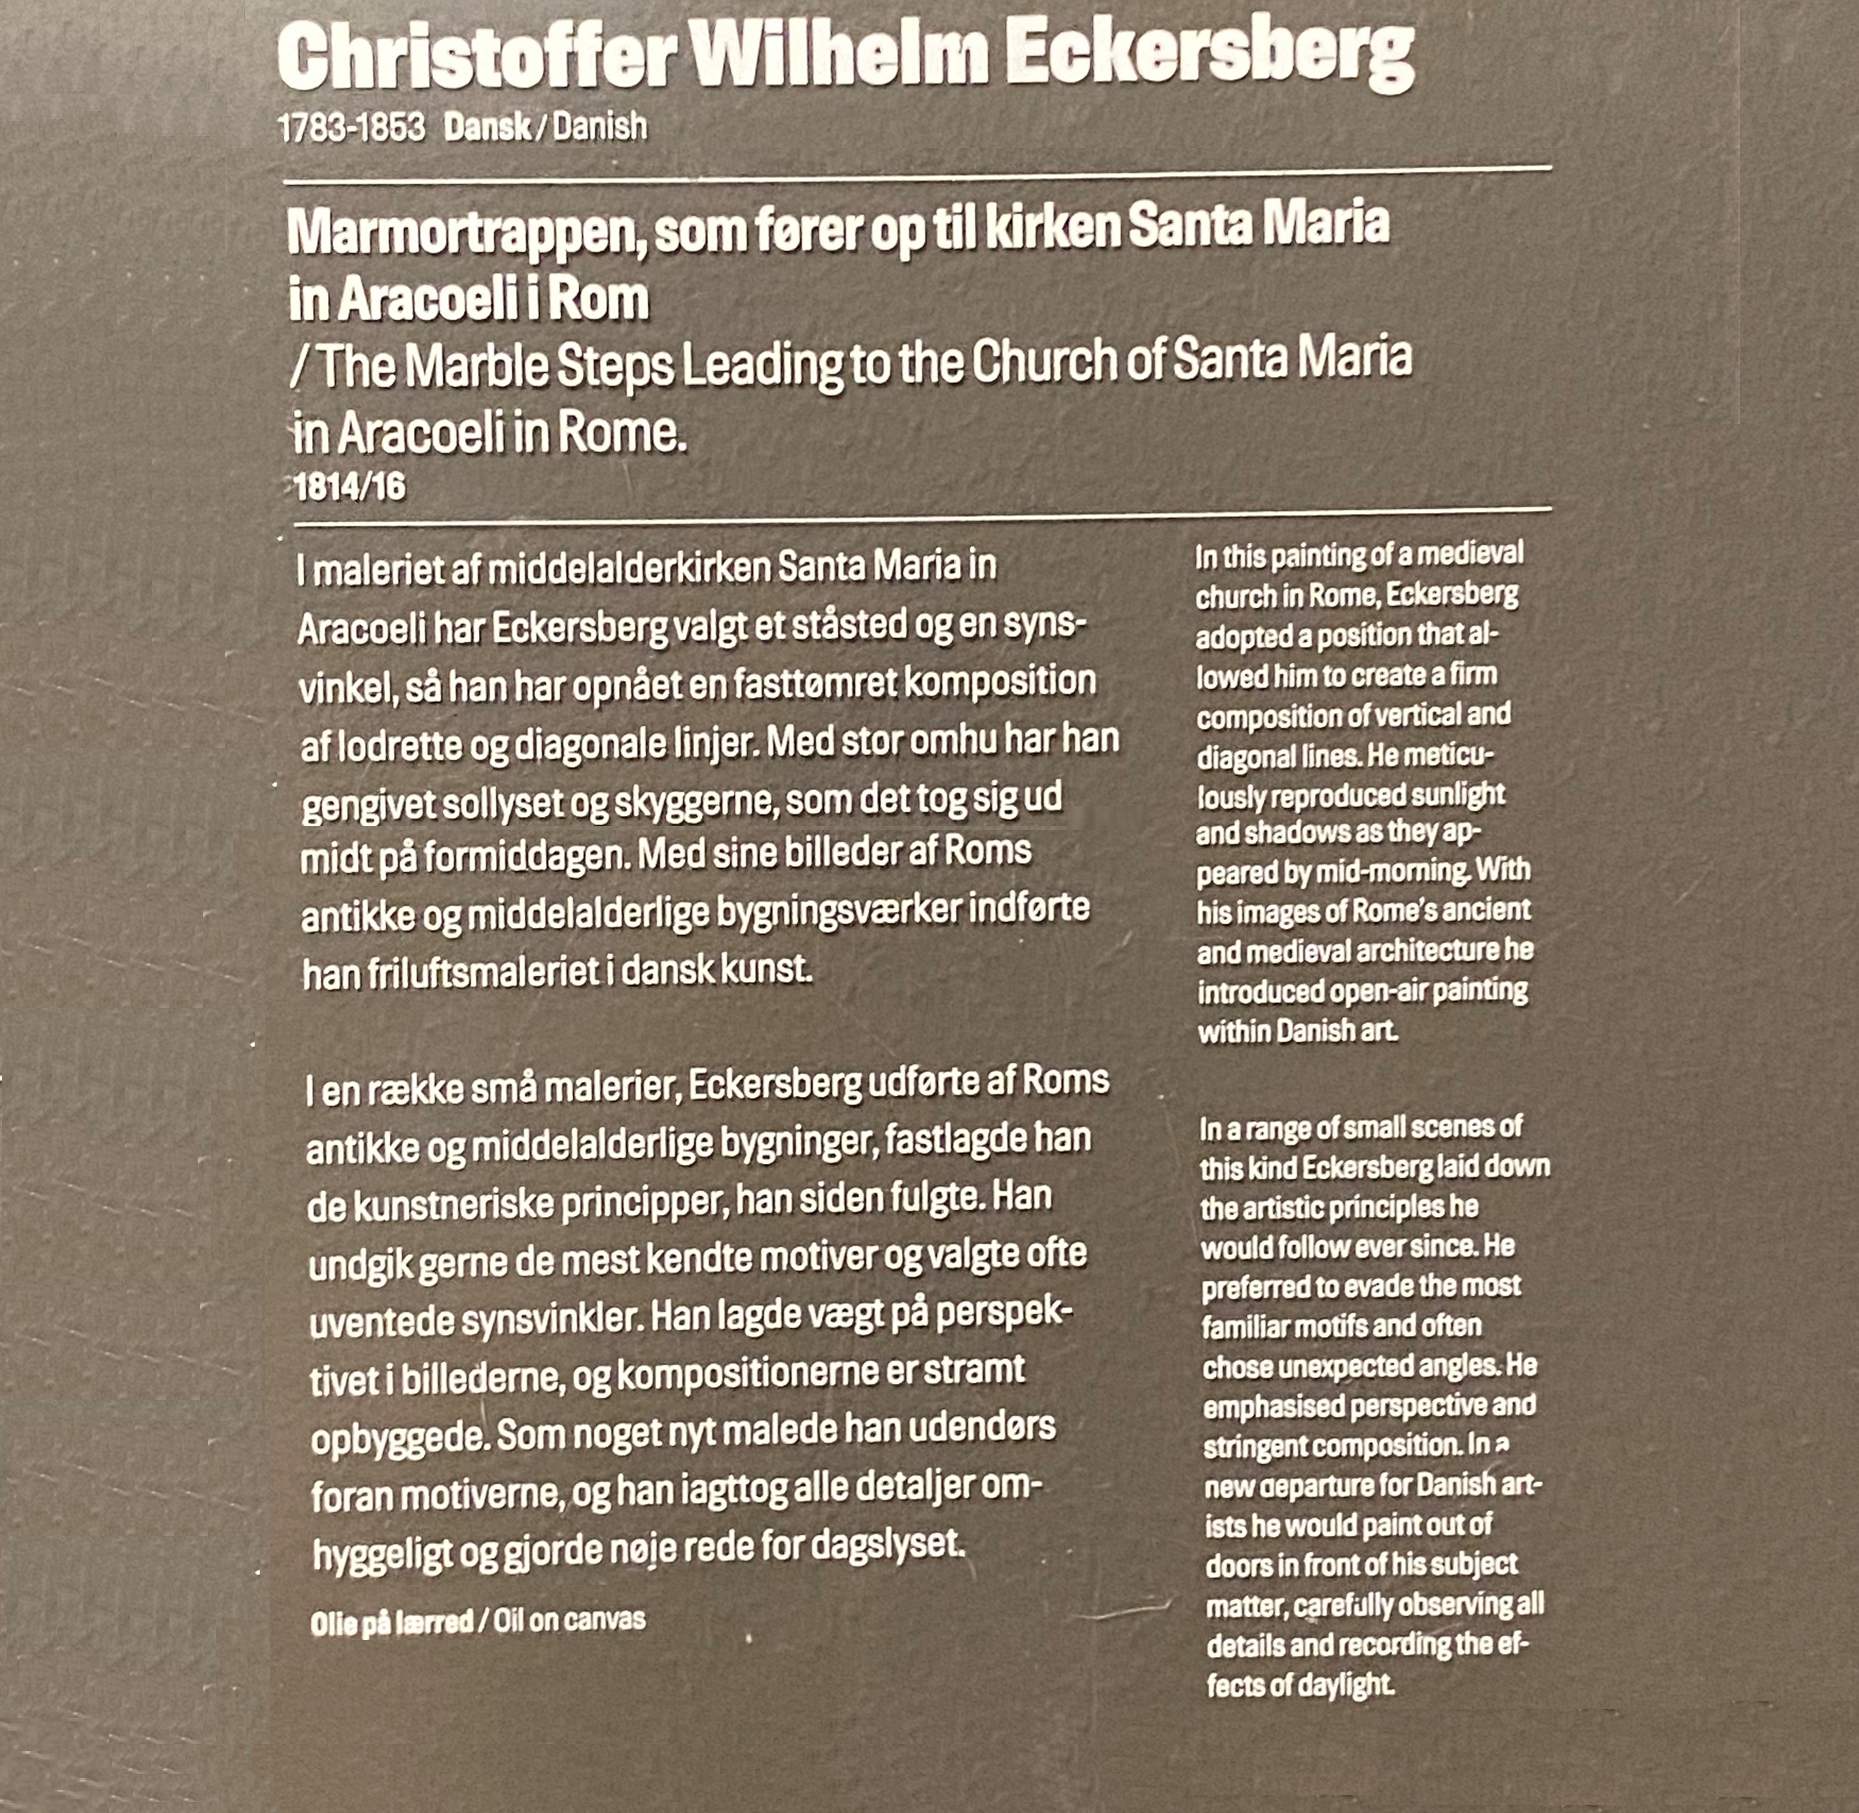 Christoffer Wilhelm Eckersberg
1783-1853 Dansk / Danish
Marmortrappen, som fører op til kirken Santa Maria
in Aracoeli i Rom
/ The Marble Steps Leading to the Church of Santa Maria
in Aracoeli in Rome.
1814/16
I maleriet af middelalderkirken Santa Maria in
Aracoeli har Eckersberg valgt et ståsted og en syns-
vinkel, så han har opnået en fasttømret komposition
af lodrette og diagonale linjer. Med stor omhu har han
gengivet sollyset og skyggerne, som det tog sig ud
midt på formiddagen. Med sine billeder af Roms
antikke og middelalderlige bygningsværker indførte
han friluftsmaleriet i dansk kunst.
I en række små malerier, Eckersberg udførte af Roms
antikke og middelalderlige bygninger, fastlagde han
de kunstneriske principper, han siden fulgte. Han
undgik gerne de mest kendte motiver og valgte ofte
uventede synsvinkler. Han lagde vægt på perspek-
tivet i billederne, og kompositionerne er stramt
opbyggede. Som noget nyt malede han udendørs
foran motiverne, og han iagttog alle detaljer om-
hyggeligt og gjorde nøje rede for dagslyset.
Olie på lærred / Oil on canvas
In this painting of a medieval
church in Rome, Eckersberg
adopted a position that al-
lowed him to create a firm
composition of vertical and
diagonal lines. He meticu-
lously reproduced sunlight
and shadows as they ap-
peared by mid-morning. With
his images of Rome's ancient
and medieval architecture he
introduced open-air painting
within Danish art.
In a range of small scenes of
this kind Eckersberg laid down
the artistic principles he
would follow ever since. He
preferred to evade the most
familiar motifs and often
chose unexpected angles. He
emphasised perspective and
stringent composition. In a
new departure for Danish art-
ists he would paint out of
doors in front of his subject
matter, carefully observing all
details and recording the ef-
fects of daylight.